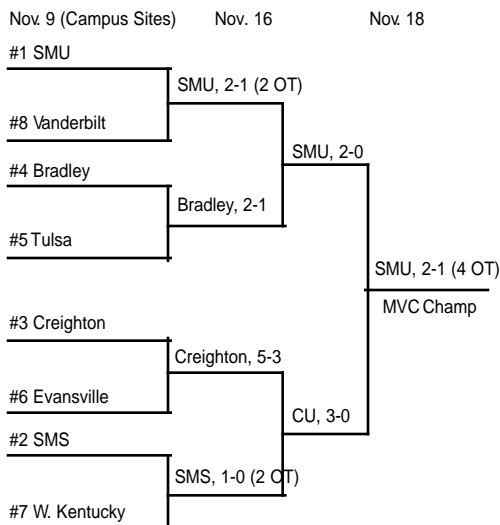 Nov. 9 (Campus Sites) Nov. 16 Nov. 18
#1 SMU
SMU, 2-1 (2 OT)
#8 Vanderbilt
SMU, 2-0
#4 Bradley
Bradley, 2-1
#5 Tulsa
SMU, 2-1 (4 OT)
MVC Champ
#3 Creighton
Creighton, 5-3
#6 Evansville
CU, 3-0
#2 SMS
SMS, 1-0 (2 OT)
#7 W. Kentucky